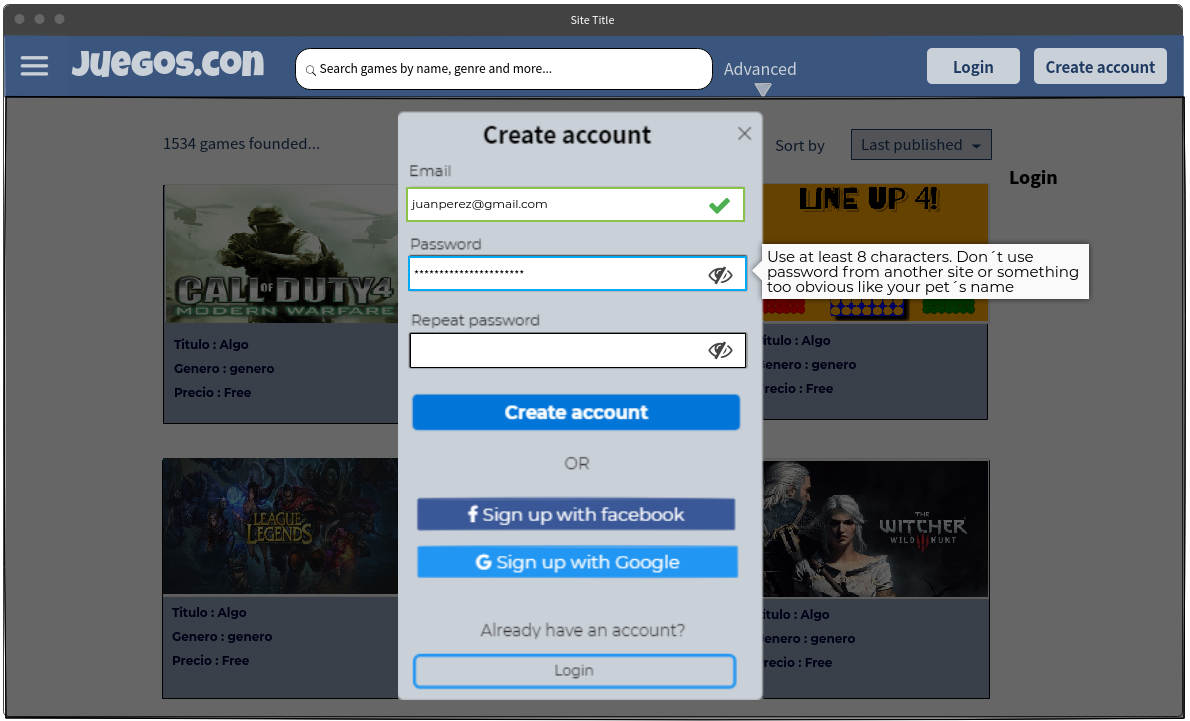 Site Title
Juegos.con
Search games by name, genre and more...
Advanced
Login
Create account
1534 games founded...
Sort by
Last published
Login
Create account
Email
juanperez@gmail.com
Password
**********************
Use at least 8 characters. Don´t use
password from another site or something
too obvious like your pet´s name
Repeat password
Create account
OR
f Sign up with facebook
G Sign up with Google
Already have an account?
Login
CALL OF DUTY 4
MODERN WARFARE
Titulo : Algo
Genero : genero
Precio : Free
LINE UP 4!
itulo : Algo
enero : genero
recio : Free
LEAGUE OF
LEGENDS
Titulo : Algo
Genero : genero
Precio : Free
THE
WITCHER
WILD HUNT
itulo : Algo
enero : genero
recio : Free